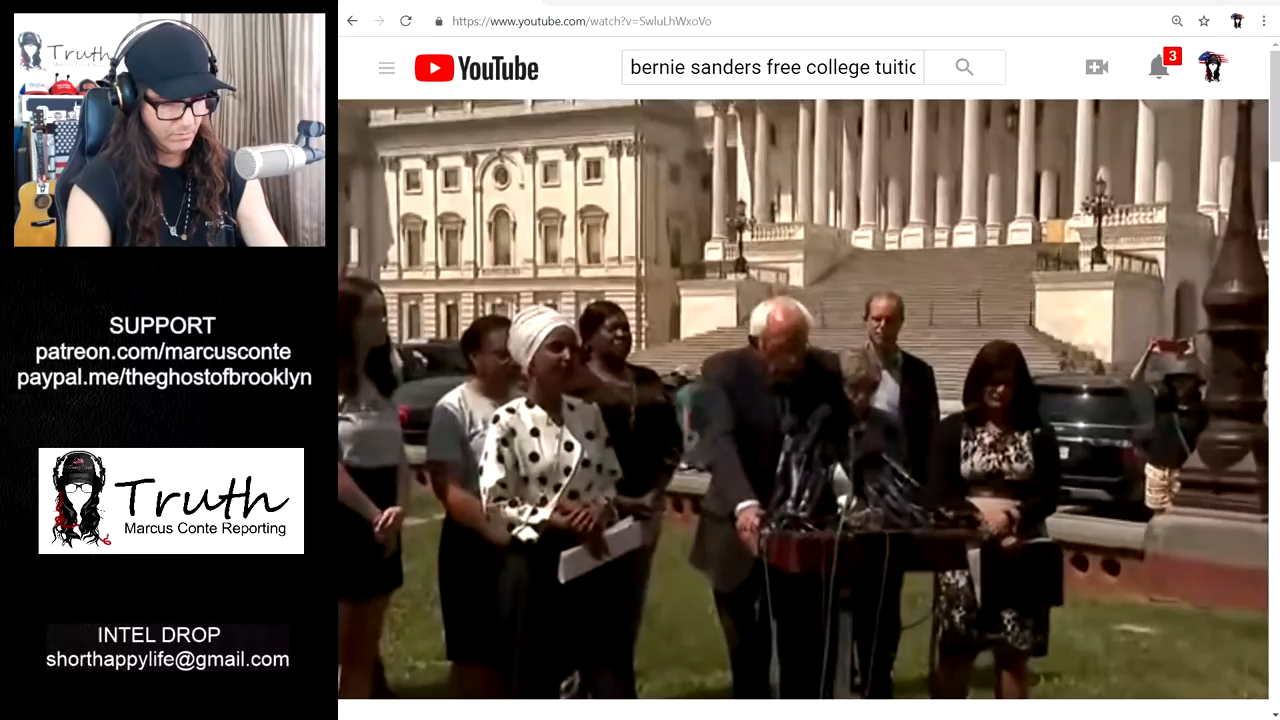 https://www.youtube.com/watch?v=SwluLhWxoVo
YouTube
bernie sanders free college tuitic
3
Truth
SUPPORT
patreon.com/marcusconte
paypal.me/theghostofbrooklyn
Truth
Marcus Conte Reporting
INTEL DROP
shorthappylife@gmail.com